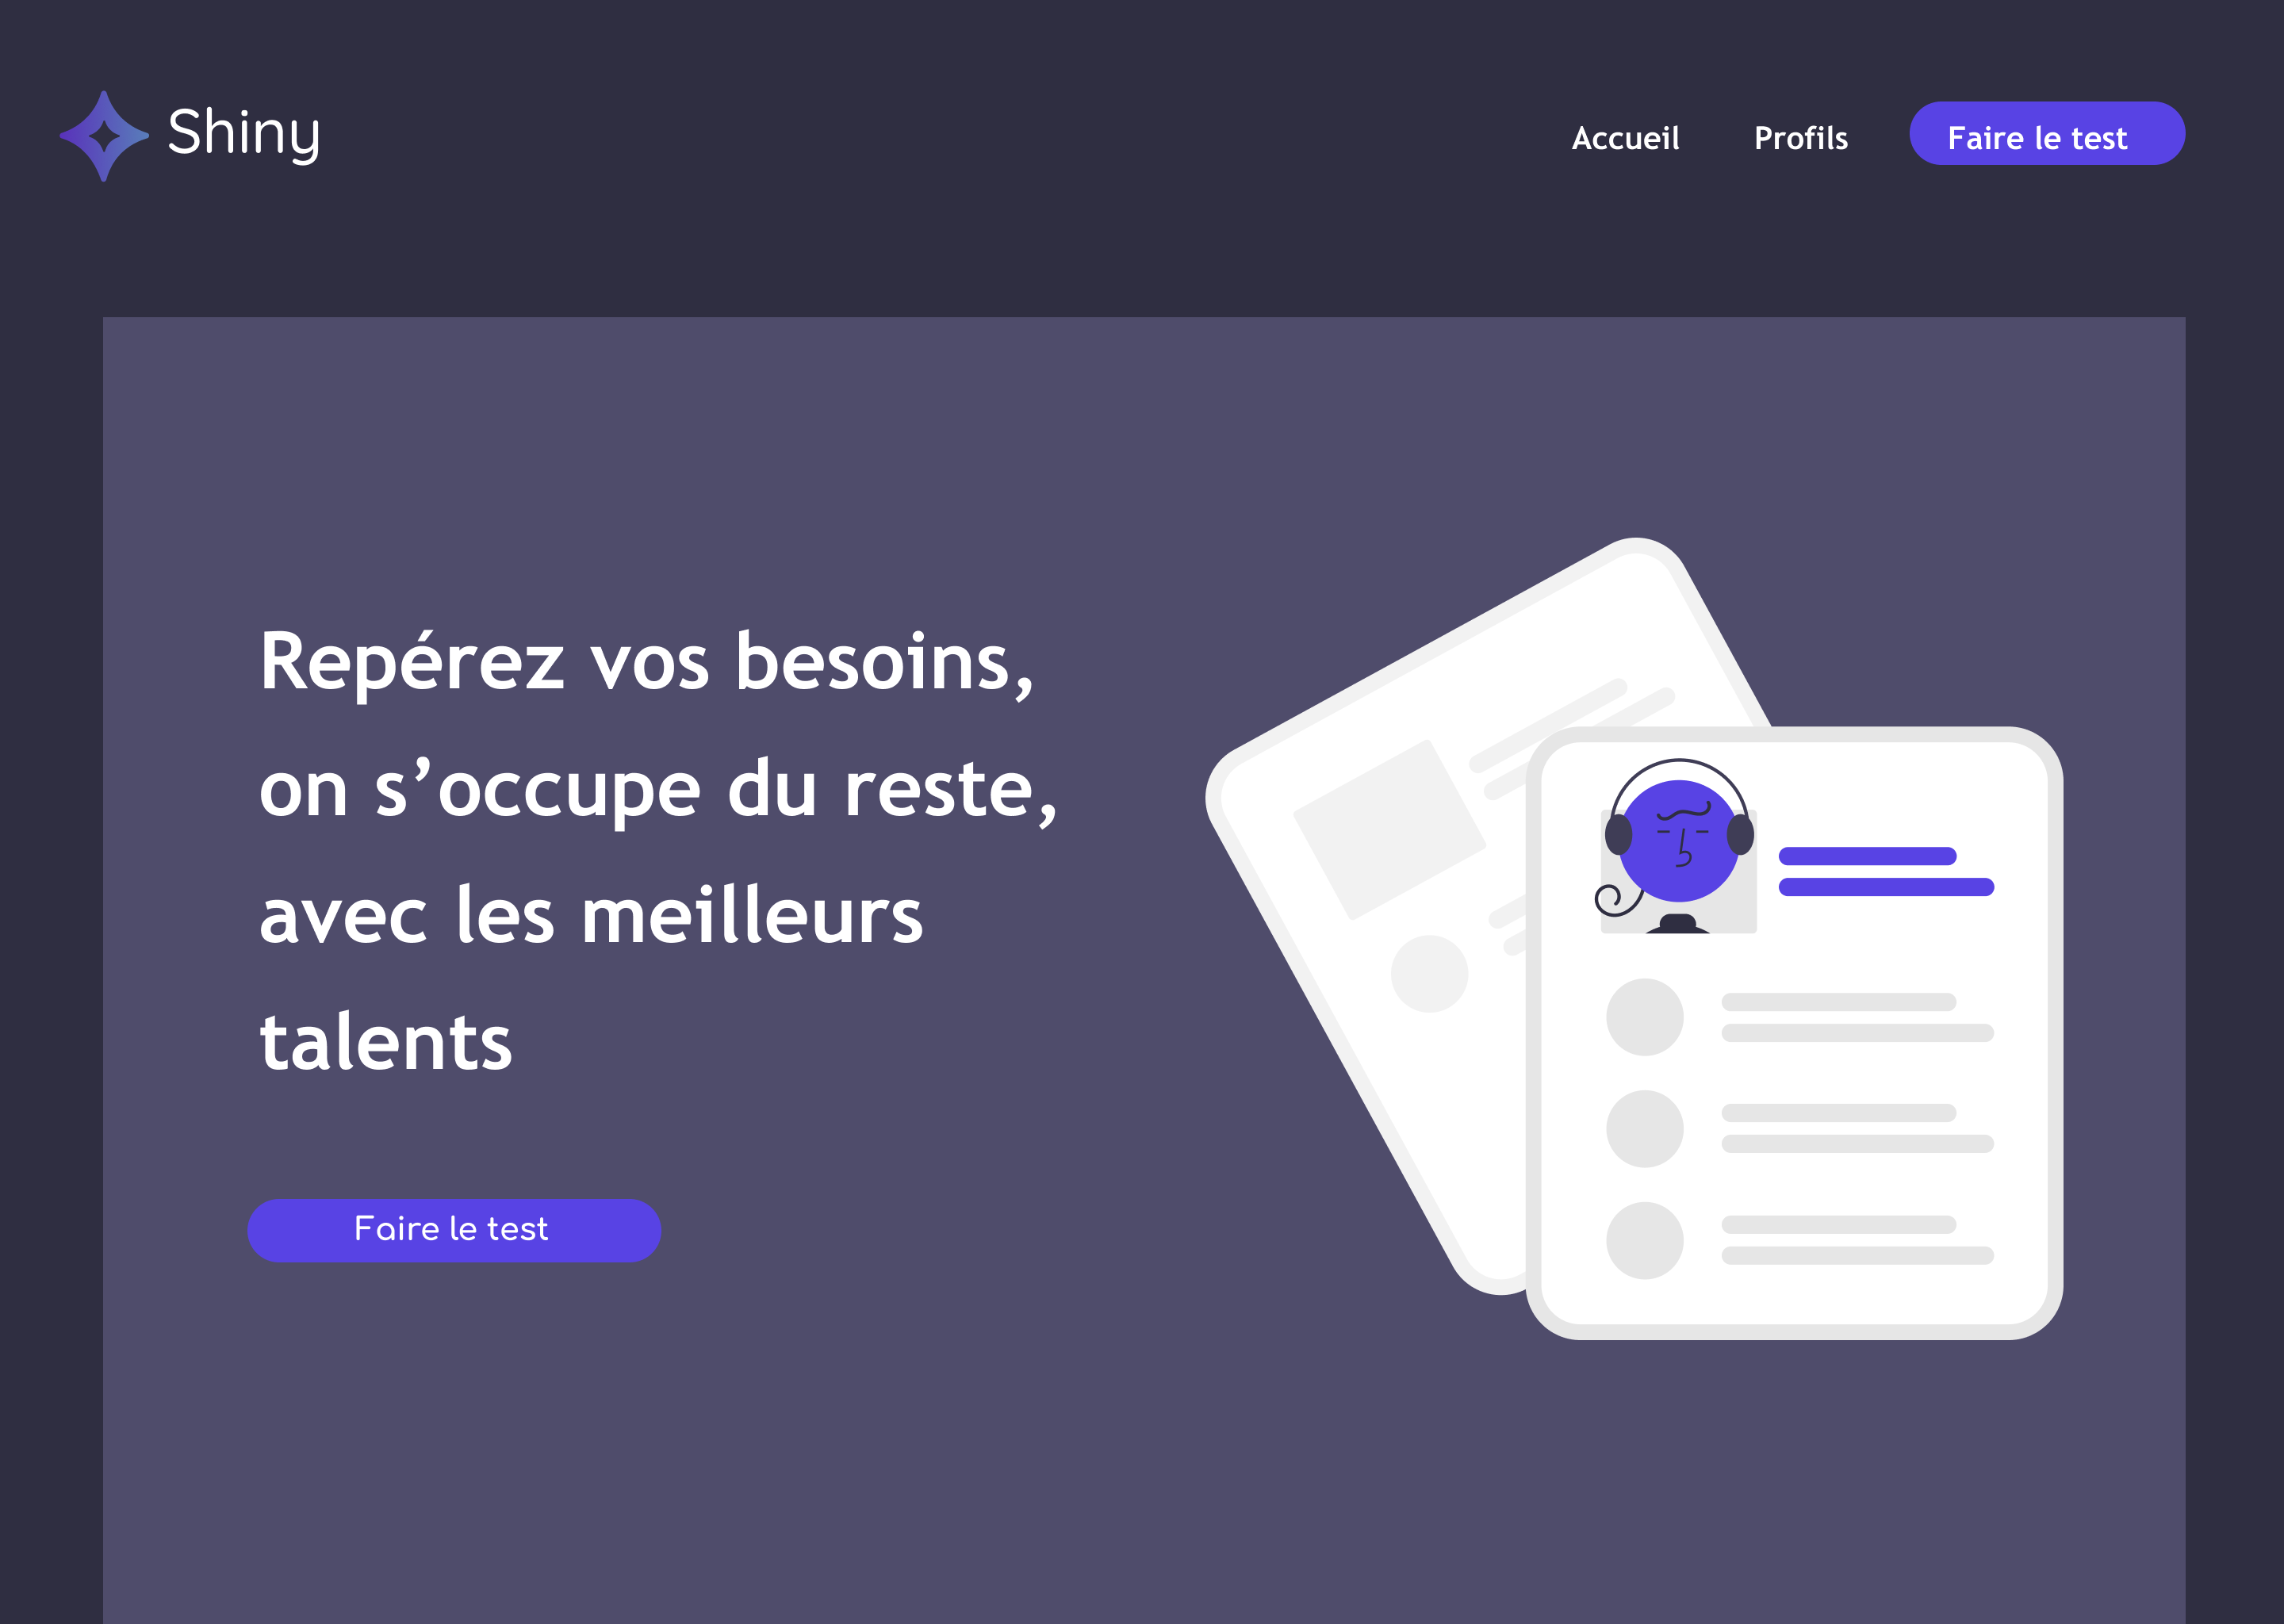 Shiny
Accueil
Profils
Faire le test
Repérez vos besoins,
on s’occupe du reste,
avec les meilleurs
talents
Faire le test